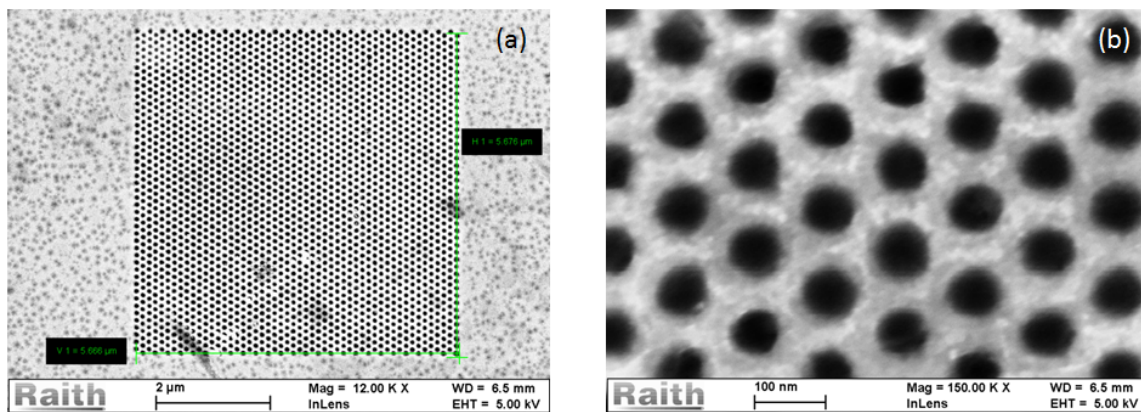 (a)
H 1 = 5.676 µm
V 1 = 5.666 µm
Raith
2 µm
Mag = 12.00 K X
WD = 6.5 mm
InLens
EHT = 5.00 kV
(b)
Raith
100 nm
Mag = 150.00 K X
WD = 6.5 mm
InLens
EHT = 5.00 kV